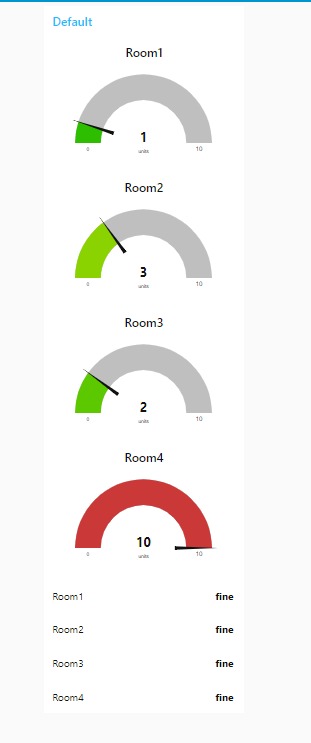 Default
Room1
1
0 units 10
Room2
3
0 units 10
Room3
2
0 units 10
Room4
10
0 units 10
Room1 fine
Room2 fine
Room3 fine
Room4 fine